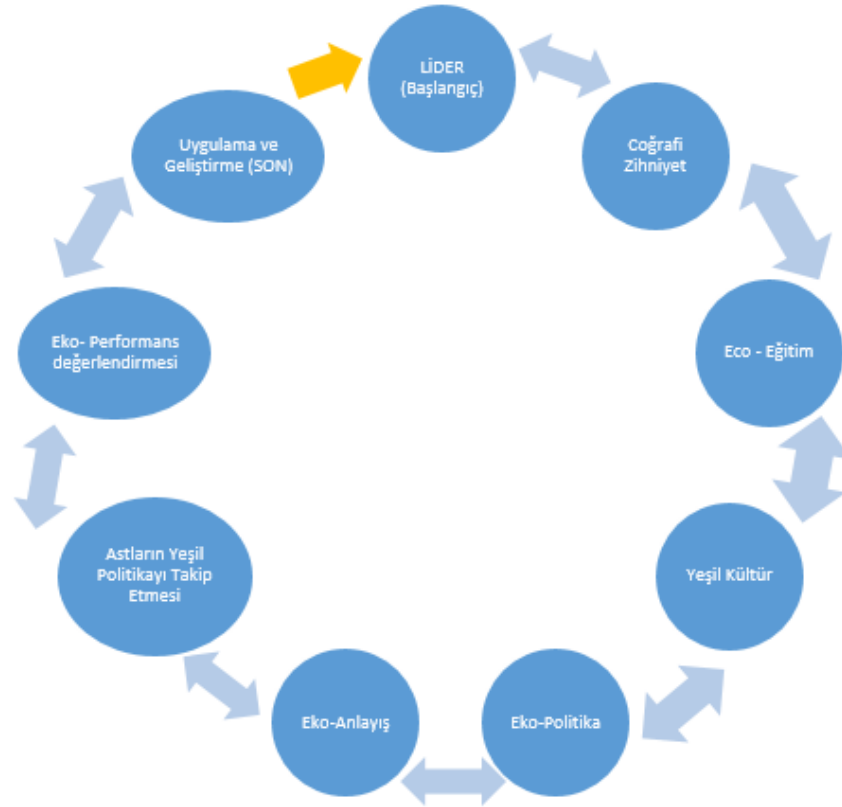 LİDER
(Başlangıç)
Coğrafi
Zihniyet
Eco - Eğitim
Yeşil Kültür
Eko-Politika
Eko-Anlayış
Astların Yeşil
Politikayı Takip
Etmesi
Eko- Performans
değerlendirmesi
Uygulama ve
Geliştirme (SON)